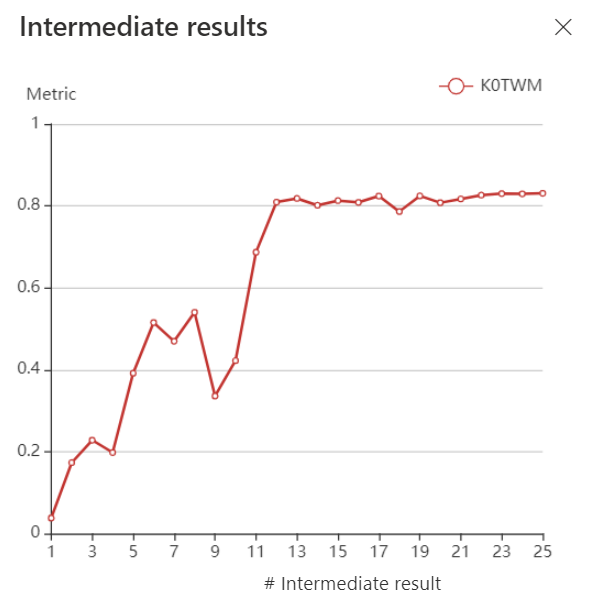 Intermediate results
K0TWM
Metric
1
0.8
0.6
0.4
0.2
0
1 3 5 7 9 11 13 15 17 19 21 23 25
# Intermediate result